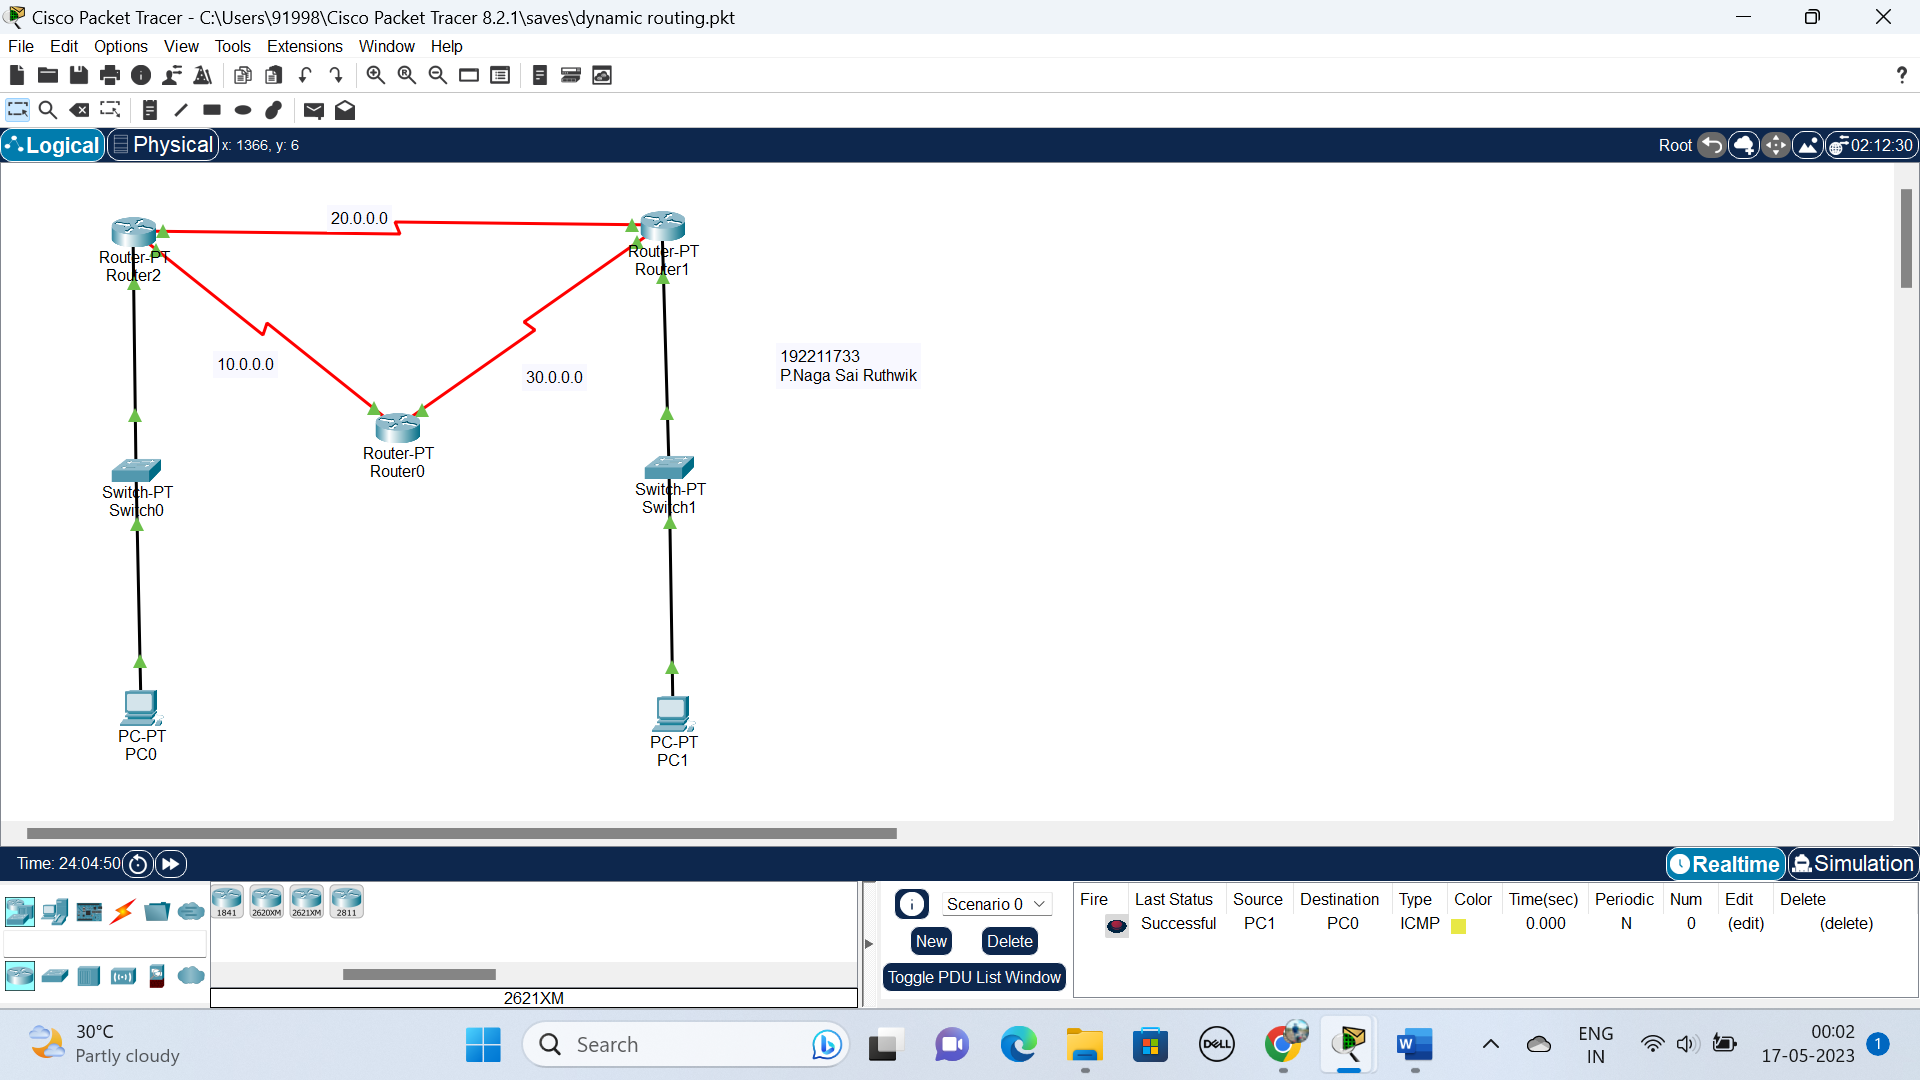 Cisco Packet Tracer - C:\Users\91998\Cisco Packet Tracer 8.2.1\saves\dynamic routing.pkt
File Edit Options View Tools Extensions Window Help
?
Logical Physical x: 1366, y: 6 Root 02:12:30
20.0.0.0
Router-PT
Router2
Router-PT
Router1
10.0.0.0
30.0.0.0
192211733
P.Naga Sai Ruthwik
Router-PT
Router0
Switch-PT
Switch0
Switch-PT
Switch1
PC-PT
PC0
PC-PT
PC1
Time: 24:04:50 Realtime Simulation
1841 2620XM 2621XM 2811
2621XM
Scenario 0
New Delete
Toggle PDU List Window
Fire Last Status Source Destination Type Color Time(sec) Periodic Num Edit Delete
Successful PC1 PC0 ICMP 0.000 N 0 (edit) (delete)
30°C
Partly cloudy
Search
DELL
W
ENG
IN
00:02
17-05-2023
1